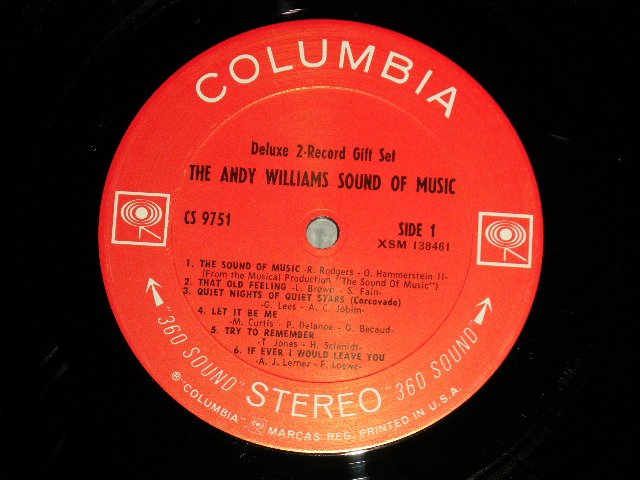 COLUMBIA
Deluxe 2-Record Gift Set
THE ANDY WILLIAMS SOUND OF MUSIC
CS 9751
SIDE 1
XSM 138461
1. THE SOUND OF MUSIC -R. Rodgers - O. Hammerstein II-
(From the Musical Production "The Sound Of Music")
2. THAT OLD FEELING -L. Brown - S. Fain-
3. QUIET NIGHTS OF QUIET STARS (Corcovado)
-G. Lees - A. C. Jobim-
4. LET IT BE ME
-M. Curtis - P. Delanoe - G. Becaud-
5. TRY TO REMEMBER
-T. Jones - H. Schmidt-
6. IF EVER I WOULD LEAVE YOU
-A. J. Lerner - F. Loewe-
"360 SOUND" STEREO "360 SOUND"
℗ "COLUMBIA" MARCAS REG. PRINTED IN U.S.A.